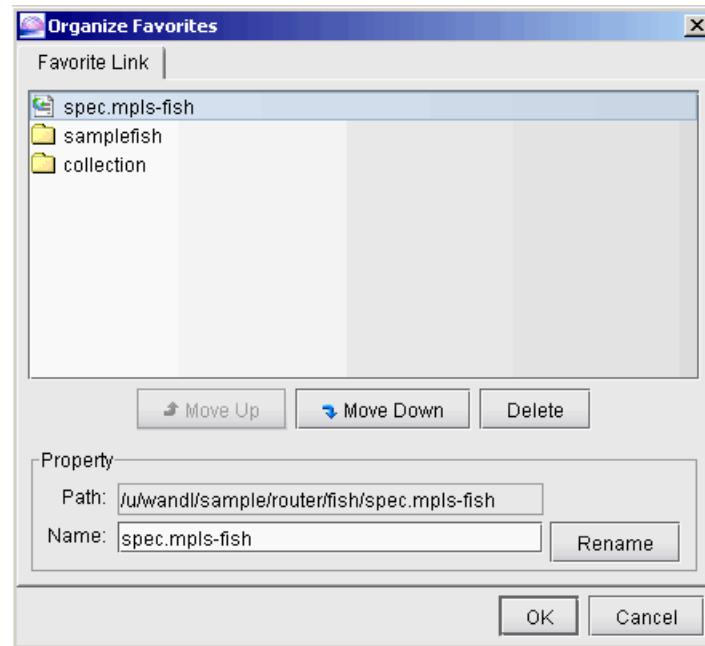 Organize Favorites
Favorite Link
spec.mpls-fish
samplefish
collection
Move Up
Move Down
Delete
Property
Path: /u/wandl/sample/router/fish/spec.mpls-fish
Name: spec.mpls-fish
Rename
OK
Cancel